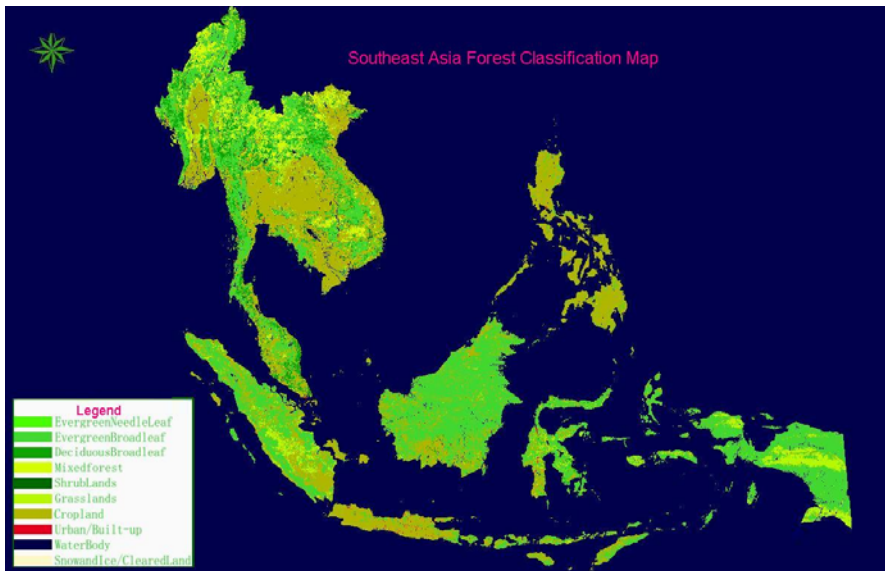 Southeast Asia Forest Classification Map
Legend
EvergreenNeedleLeaf
EvergreenBroadleaf
DeciduousBroadleaf
Mixedforest
ShrubLands
Grasslands
Cropland
Urban/Built-up
WaterBody
SnowandIce/ClearedLand